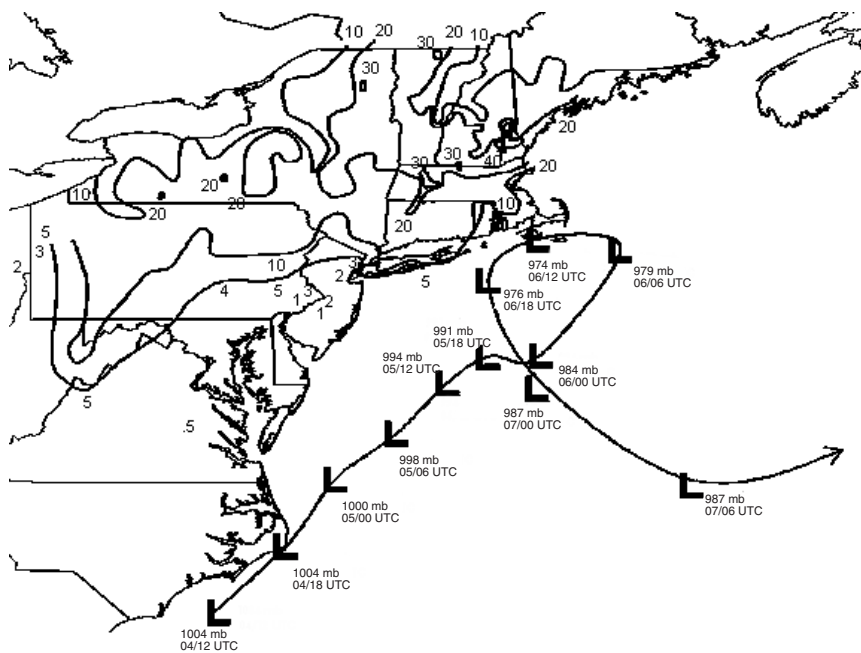 10
20
30
20
10
30
20
30
30
40
20
10
20
20
20
10
20
5
3
2
10
4
5
3
1
2
1
2
3
5
5
.5
974 mb
06/12 UTC
979 mb
06/06 UTC
976 mb
06/18 UTC
991 mb
05/18 UTC
994 mb
05/12 UTC
984 mb
06/00 UTC
987 mb
07/00 UTC
998 mb
05/06 UTC
1000 mb
05/00 UTC
987 mb
07/06 UTC
1004 mb
04/18 UTC
1004 mb
04/12 UTC